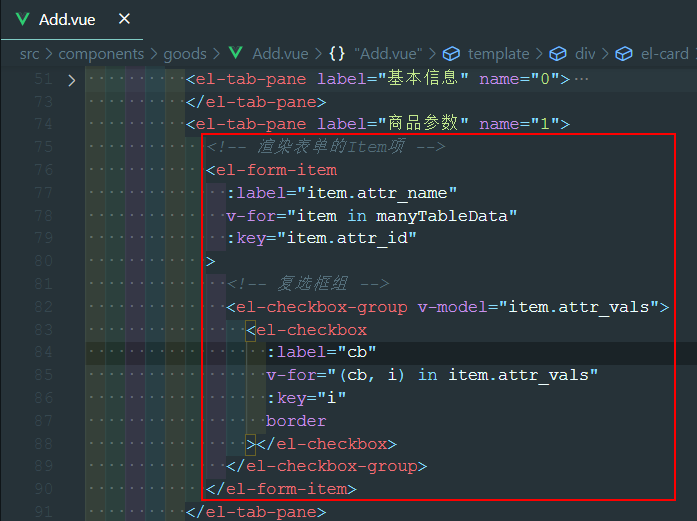 Add.vue ×
src > components > goods > Add.vue > {} "Add.vue" > template > div > el-card
51 > <el-tab-pane label="基本信息" name="0">…
73 </el-tab-pane>
74 <el-tab-pane label="商品参数" name="1">
75 <!-- 渲染表单的Item项 -->
76 <el-form-item
77 :label="item.attr_name"
78 v-for="item in manyTableData"
79 :key="item.attr_id"
80 >
81 <!-- 复选框组 -->
82 <el-checkbox-group v-model="item.attr_vals">
83 <el-checkbox
84 :label="cb"
85 v-for="(cb, i) in item.attr_vals"
86 :key="i"
87 border
88 ></el-checkbox>
89 </el-checkbox-group>
90 </el-form-item>
91 </el-tab-pane>